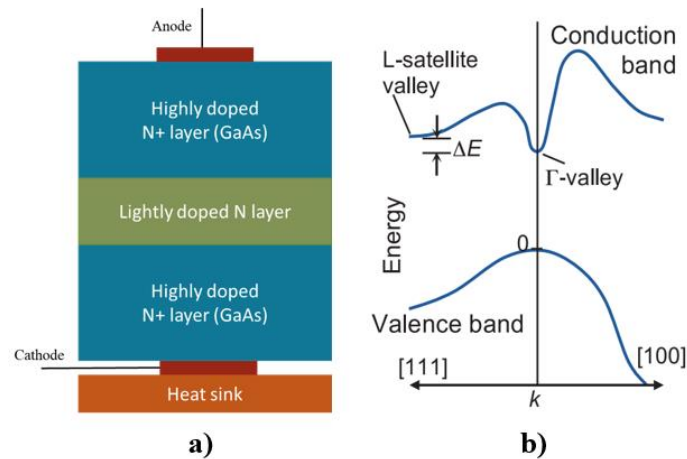 Anode
Highly doped
N+ layer (GaAs)
Lightly doped N layer
Highly doped
N+ layer (GaAs)
Cathode
Heat sink
a)
Conduction
band
L-satellite
valley
ΔE
Γ-valley
Energy
0
Valence band
[111]
[100]
k
b)